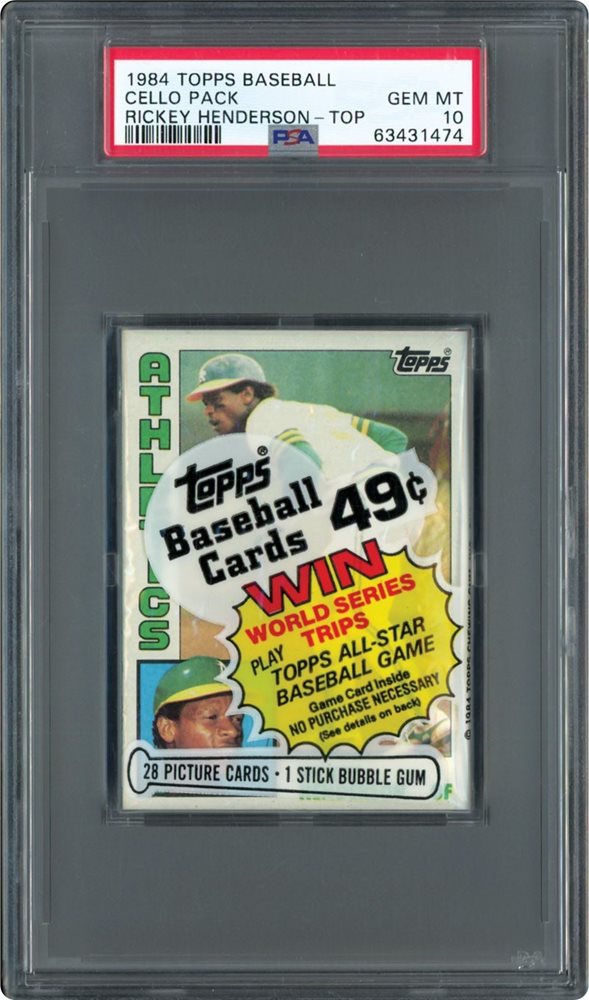 1984 TOPPS BASEBALL
CELLO PACK GEM MT
RICKEY HENDERSON - TOP 10
PSA 63431474
topps®
ATHLETICS
topps®
Baseball
Cards 49¢
WIN
WORLD SERIES
TRIPS
PLAY TOPPS ALL-STAR
BASEBALL GAME
Game Card Inside
NO PURCHASE NECESSARY
(See details on back)
© 1984 TOPPS CHEWING GUM
28 PICTURE CARDS • 1 STICK BUBBLE GUM
OF